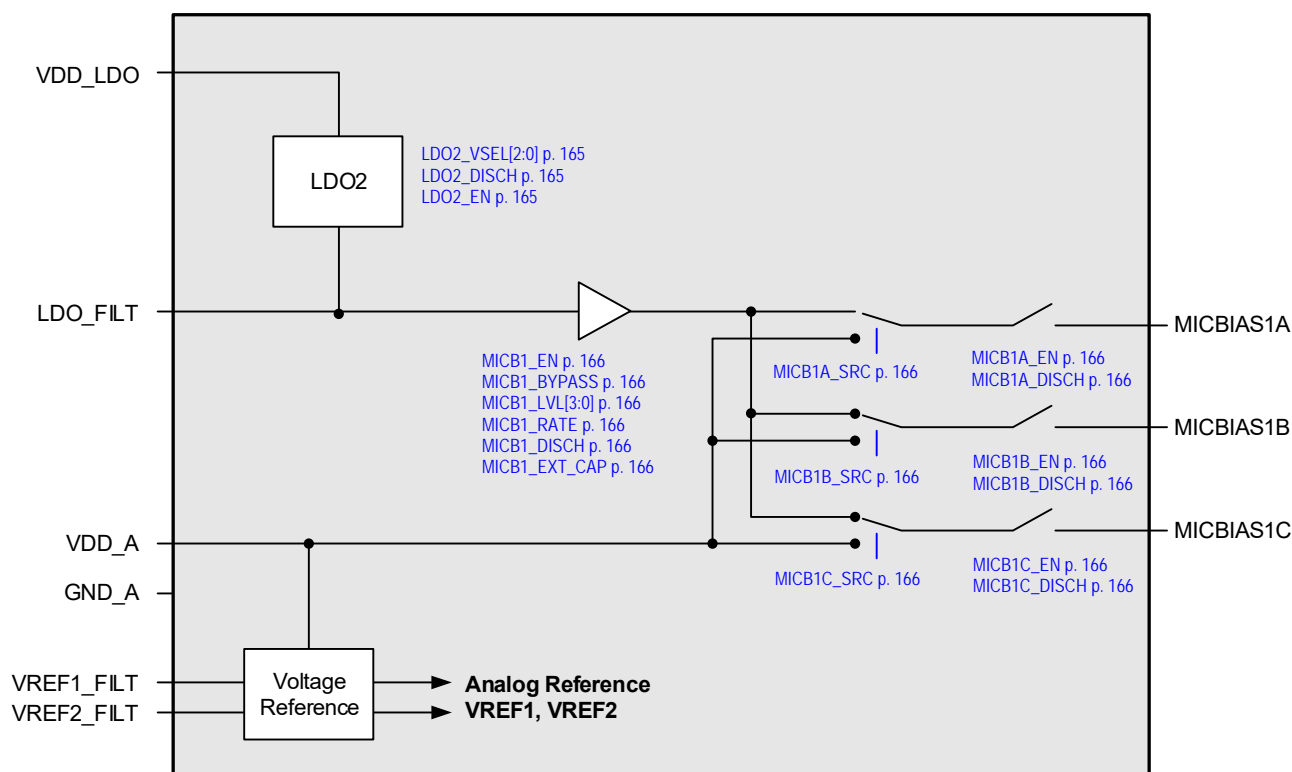 VDD_LDO
LDO2
LDO2_VSEL[2:0] p. 165
LDO2_DISCH p. 165
LDO2_EN p. 165
LDO_FILT
MICB1_EN p. 166
MICB1_BYPASS p. 166
MICB1_LVL[3:0] p. 166
MICB1_RATE p. 166
MICB1_DISCH p. 166
MICB1_EXT_CAP p. 166
MICB1A_SRC p. 166
MICB1A_EN p. 166
MICB1A_DISCH p. 166
MICBIAS1A
MICB1B_SRC p. 166
MICB1B_EN p. 166
MICB1B_DISCH p. 166
MICBIAS1B
MICB1C_SRC p. 166
MICB1C_EN p. 166
MICB1C_DISCH p. 166
MICBIAS1C
VDD_A
GND_A
VREF1_FILT
VREF2_FILT
Voltage
Reference
Analog Reference
VREF1, VREF2